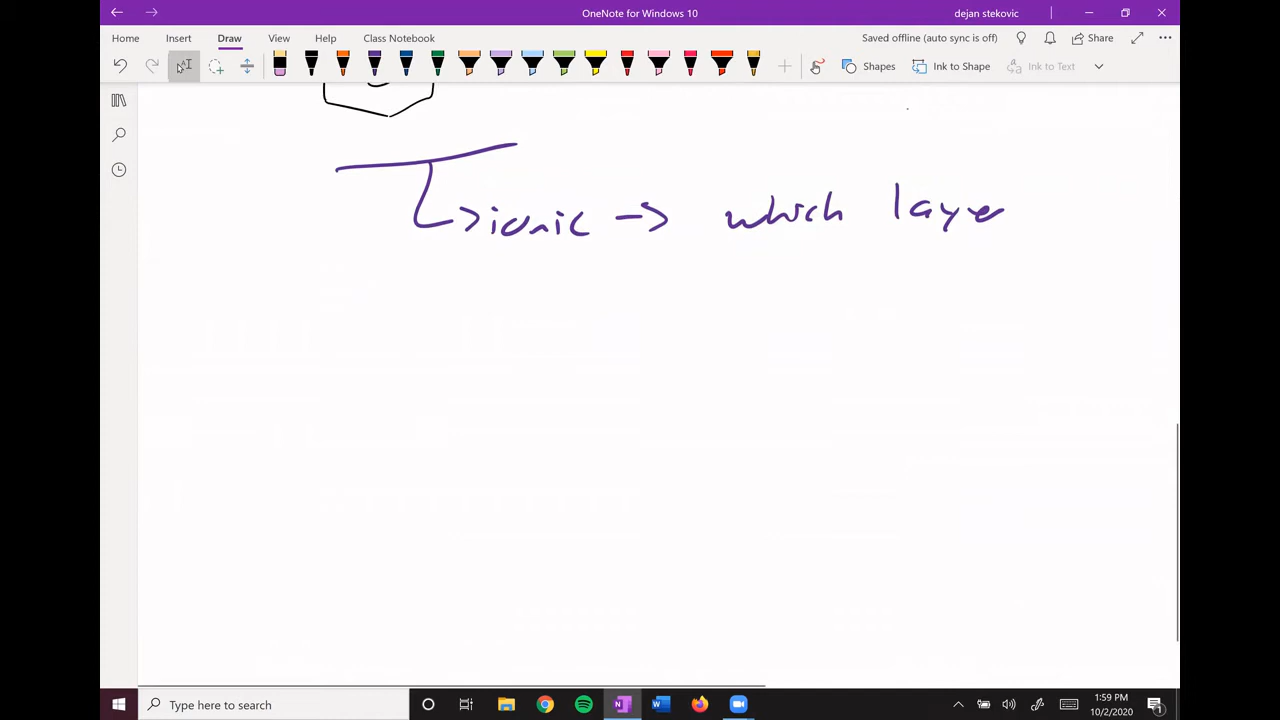 OneNote for Windows 10
dejan stekovic
Home Insert Draw View Help Class Notebook
Saved offline (auto sync is off)
Share
Shapes
Ink to Shape
Ink to Text
ionic -> which layer
Type here to search
1:59 PM
10/2/2020
1